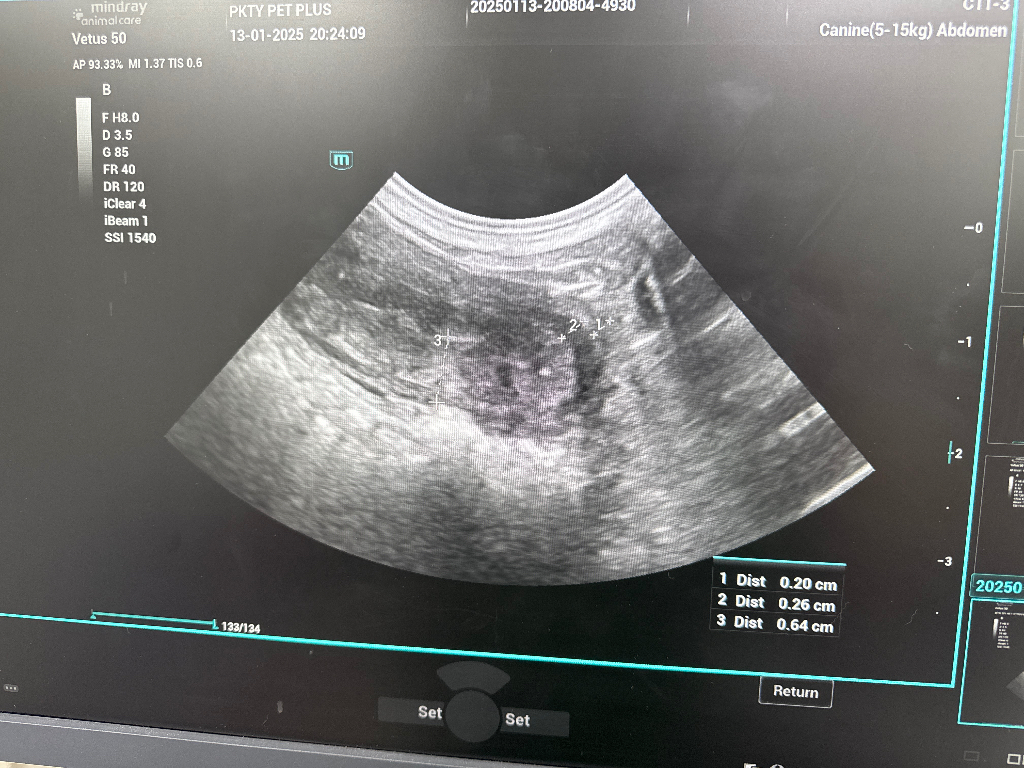 mindray
animal care
Vetus 50
PKTY PET PLUS
13-01-2025 20:24:09
20250113-200804-4930
C11-3
Canine(5-15kg) Abdomen
AP 93.33% MI 1.37 TIS 0.6
B
F H8.0
D 3.5
G 85
FR 40
DR 120
iClear 4
iBeam 1
SSI 1540
m
0
1
2
3
3
2
1
1 Dist 0.20 cm
2 Dist 0.26 cm
3 Dist 0.64 cm
133/134
20250
Return
Set
Set